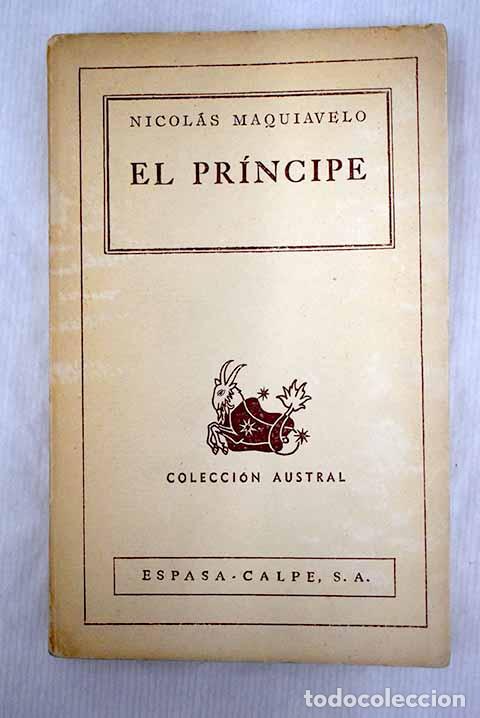 NICOLÁS MAQUIAVELO
EL PRÍNCIPE
COLECCIÓN AUSTRAL
ESPASA-CALPE, S.A.
todocoleccion